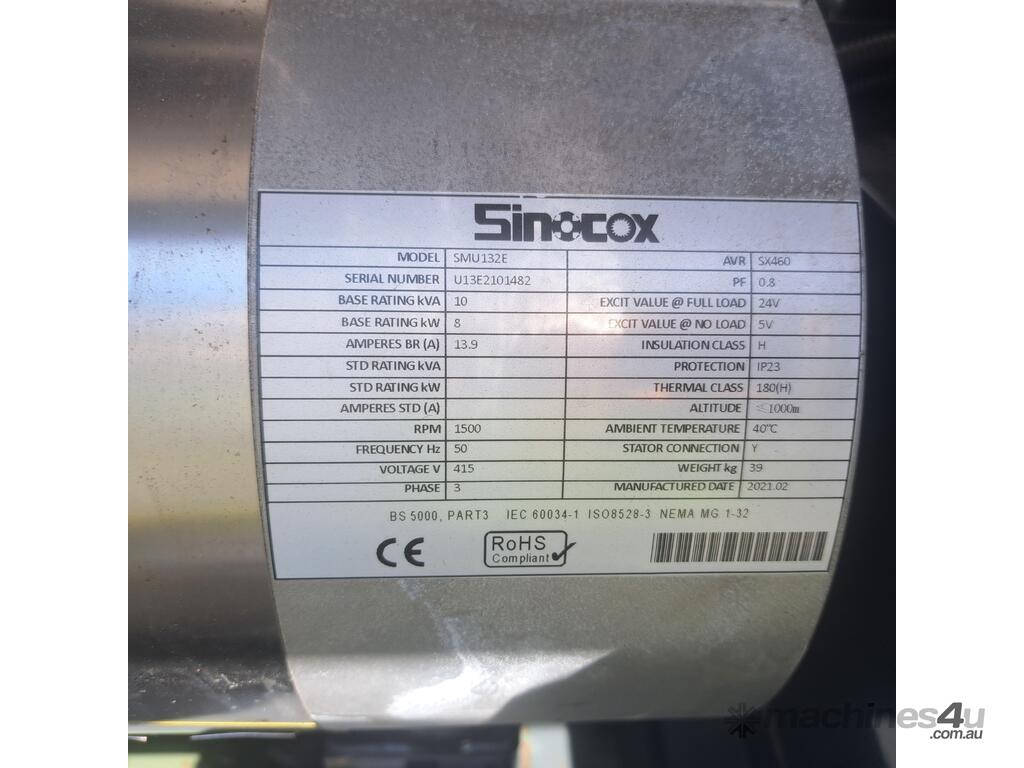 Sinocox
MODEL SMU132E AVR SX460
SERIAL NUMBER U13E2101482 PF 0.8
BASE RATING kVA 10 EXCIT VALUE @ FULL LOAD 24V
BASE RATING kW 8 EXCIT VALUE @ NO LOAD 5V
AMPERES BR (A) 13.9 INSULATION CLASS H
STD RATING kVA PROTECTION IP23
STD RATING kW THERMAL CLASS 180(H)
AMPERES STD (A) ALTITUDE ≤1000m
RPM 1500 AMBIENT TEMPERATURE 40℃
FREQUENCY Hz 50 STATOR CONNECTION Y
VOLTAGE V 415 WEIGHT kg 39
PHASE 3 MANUFACTURED DATE 2021.02
BS 5000, PART3 IEC 60034-1 ISO8528-3 NEMA MG 1-32
CE
RoHS
Compliant
machines4u
.com.au